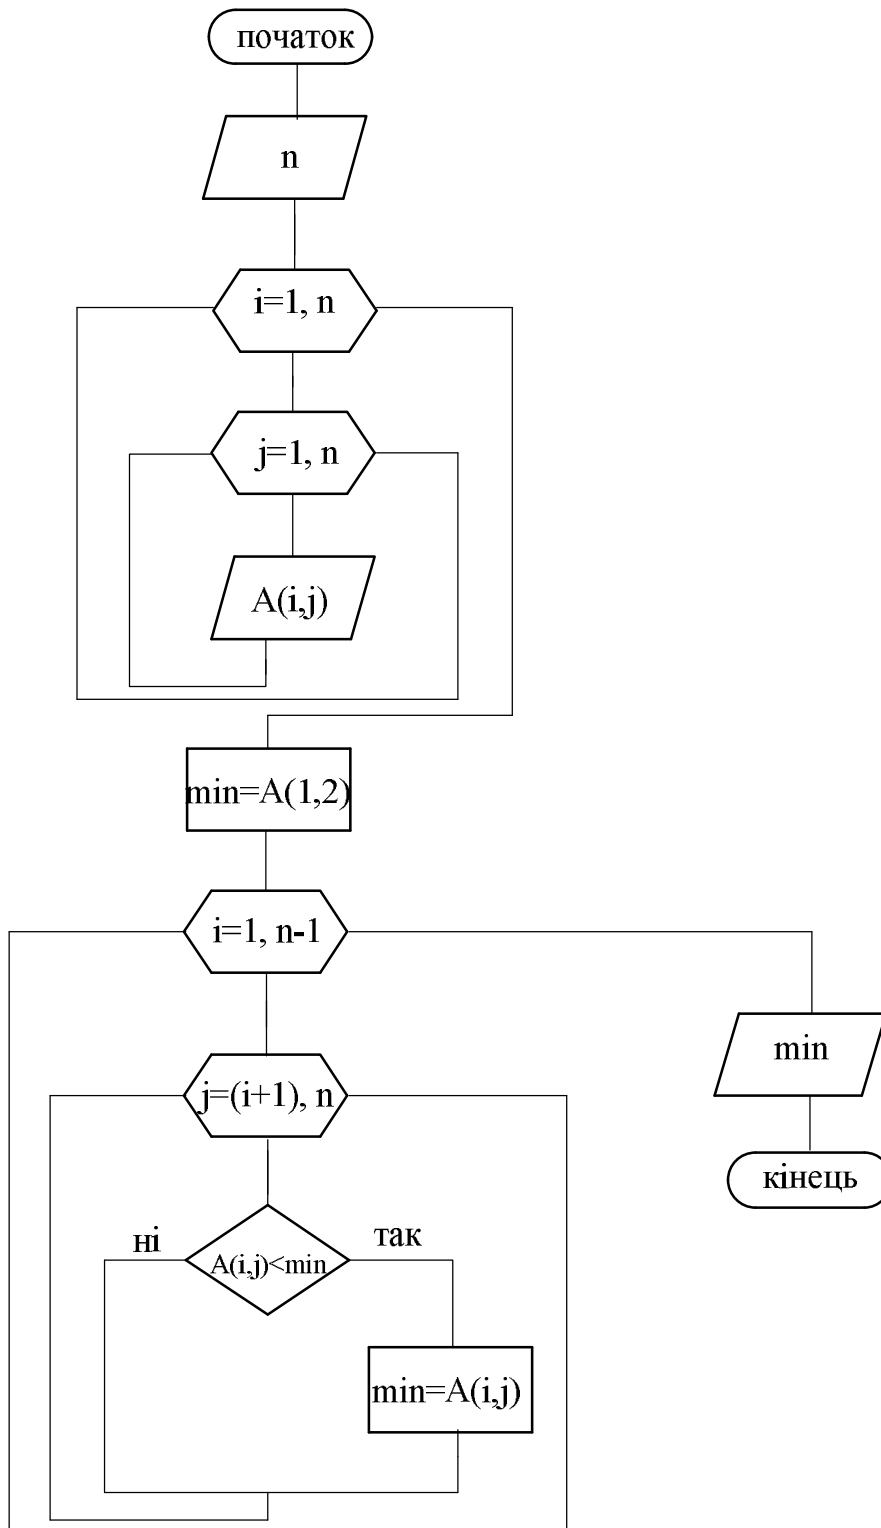 початок
n
i=1, n
j=1, n
A(i,j)
min=A(1,2)
i=1, n-1
j=(i+1), n
min
кінець
ні
так
A(i,j)<min
min=A(i,j)